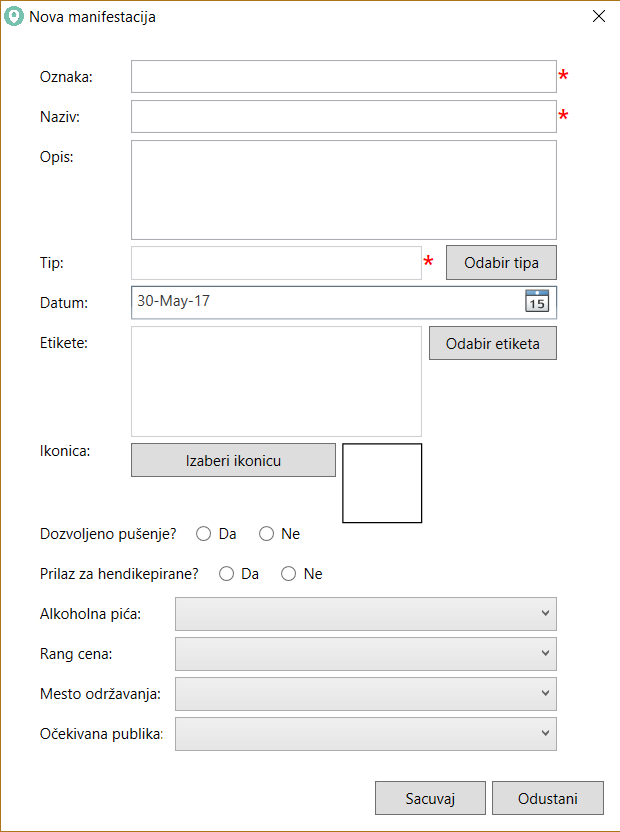 Nova manifestacija
Oznaka: *
Naziv: *
Opis:
Tip: * Odabir tipa
Datum: 30-May-17 15
Etikete: Odabir etiketa
Ikonica: Izaberi ikonicu
Dozvoljeno pušenje? Da Ne
Prilaz za hendikepirane? Da Ne
Alkoholna pića:
Rang cena:
Mesto održavanja:
Očekivana publika:
Sacuvaj Odustani